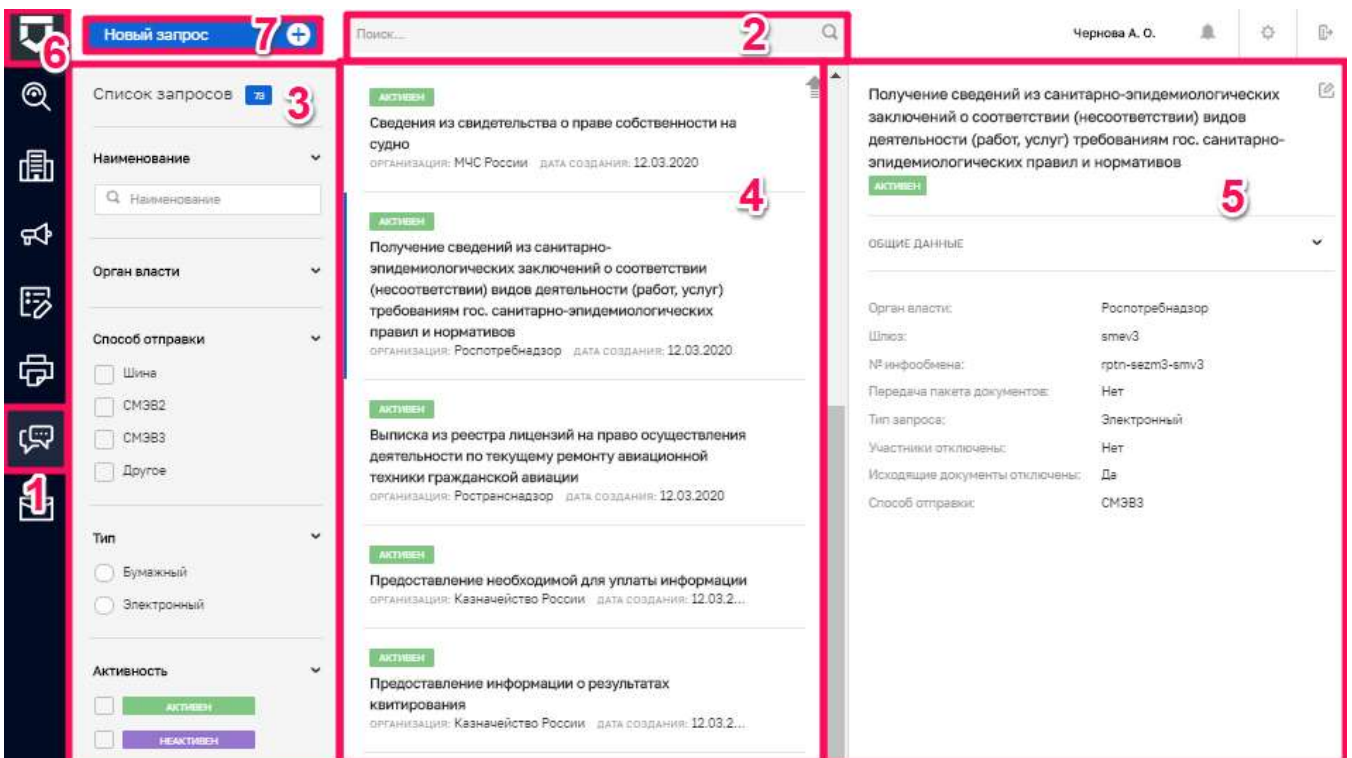 6
Новый запрос
7
Поиск...
2
Чернова А. О.
1
Список запросов 73
3
Наименование
Наименование
Орган власти
Способ отправки
Шина
СМЭВ2
СМЭВ3
Другое
Тип
Бумажный
Электронный
Активность
АКТИВЕН
НЕАКТИВЕН
4
АКТИВЕН
Сведения из свидетельства о праве собственности на
судно
ОРГАНИЗАЦИЯ: МЧС России ДАТА СОЗДАНИЯ: 12.03.2020
АКТИВЕН
Получение сведений из санитарно-
эпидемиологических заключений о соответствии
(несоответствии) видов деятельности (работ, услуг)
требованиям гос. санитарно-эпидемиологических
правил и нормативов
ОРГАНИЗАЦИЯ: Роспотребнадзор ДАТА СОЗДАНИЯ: 12.03.2020
АКТИВЕН
Выписка из реестра лицензий на право осуществления
деятельности по текущему ремонту авиационной
техники гражданской авиации
ОРГАНИЗАЦИЯ: Ространснадзор ДАТА СОЗДАНИЯ: 12.03.2020
АКТИВЕН
Предоставление необходимой для уплаты информации
ОРГАНИЗАЦИЯ: Казначейство России ДАТА СОЗДАНИЯ: 12.03.2...
АКТИВЕН
Предоставление информации о результатах
квитирования
ОРГАНИЗАЦИЯ: Казначейство России ДАТА СОЗДАНИЯ: 12.03.2...
Получение сведений из санитарно-эпидемиологических
заключений о соответствии (несоответствии) видов
деятельности (работ, услуг) требованиям гос. санитарно-
эпидемиологических правил и нормативов
АКТИВЕН
5
ОБЩИЕ ДАННЫЕ
Орган власти: Роспотребнадзор
Шлюз: smev3
№ инфообмена: rptn-sezm3-smv3
Передача пакета документов: Нет
Тип запроса: Электронный
Участники отключены: Нет
Исходящие документы отключены: Да
Способ отправки: СМЭВ3